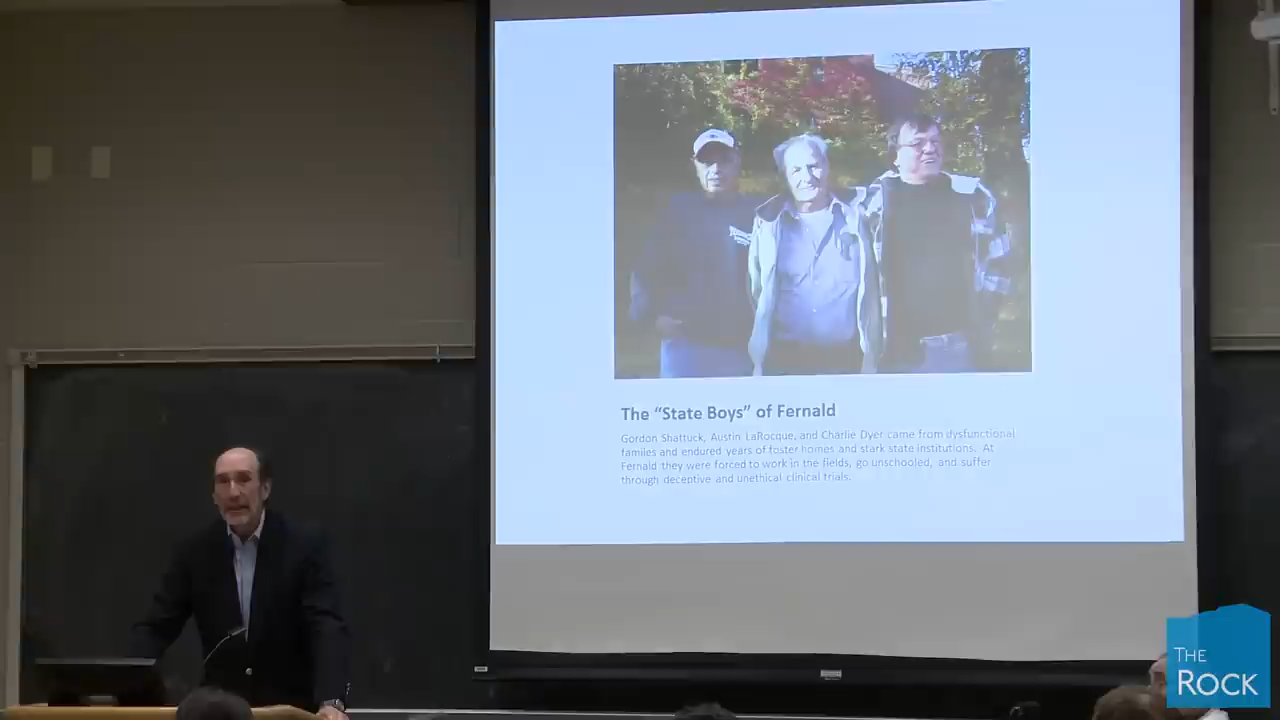 The “State Boys” of Fernald
Gordon Shattuck, Austin LaRocque, and Charlie Dyer came from dysfunctional
familes and endured years of foster homes and stark state institutions. At
Fernald they were forced to work in the fields, go unschooled, and suffer
through deceptive and unethical clinical trials.
THE
ROCK